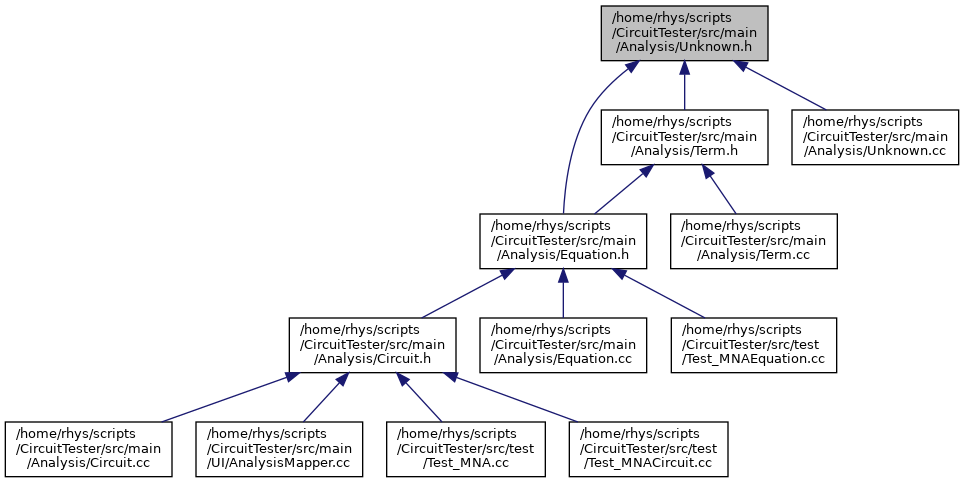 /home/rhys/scripts
/CircuitTester/src/main
/Analysis/Unknown.h
/home/rhys/scripts
/CircuitTester/src/main
/Analysis/Term.h
/home/rhys/scripts
/CircuitTester/src/main
/Analysis/Unknown.cc
/home/rhys/scripts
/CircuitTester/src/main
/Analysis/Equation.h
/home/rhys/scripts
/CircuitTester/src/main
/Analysis/Term.cc
/home/rhys/scripts
/CircuitTester/src/main
/Analysis/Circuit.h
/home/rhys/scripts
/CircuitTester/src/main
/Analysis/Equation.cc
/home/rhys/scripts
/CircuitTester/src/test
/Test_MNAEquation.cc
/home/rhys/scripts
/CircuitTester/src/main
/Analysis/Circuit.cc
/home/rhys/scripts
/CircuitTester/src/main
/UI/AnalysisMapper.cc
/home/rhys/scripts
/CircuitTester/src/test
/Test_MNA.cc
/home/rhys/scripts
/CircuitTester/src/test
/Test_MNACircuit.cc